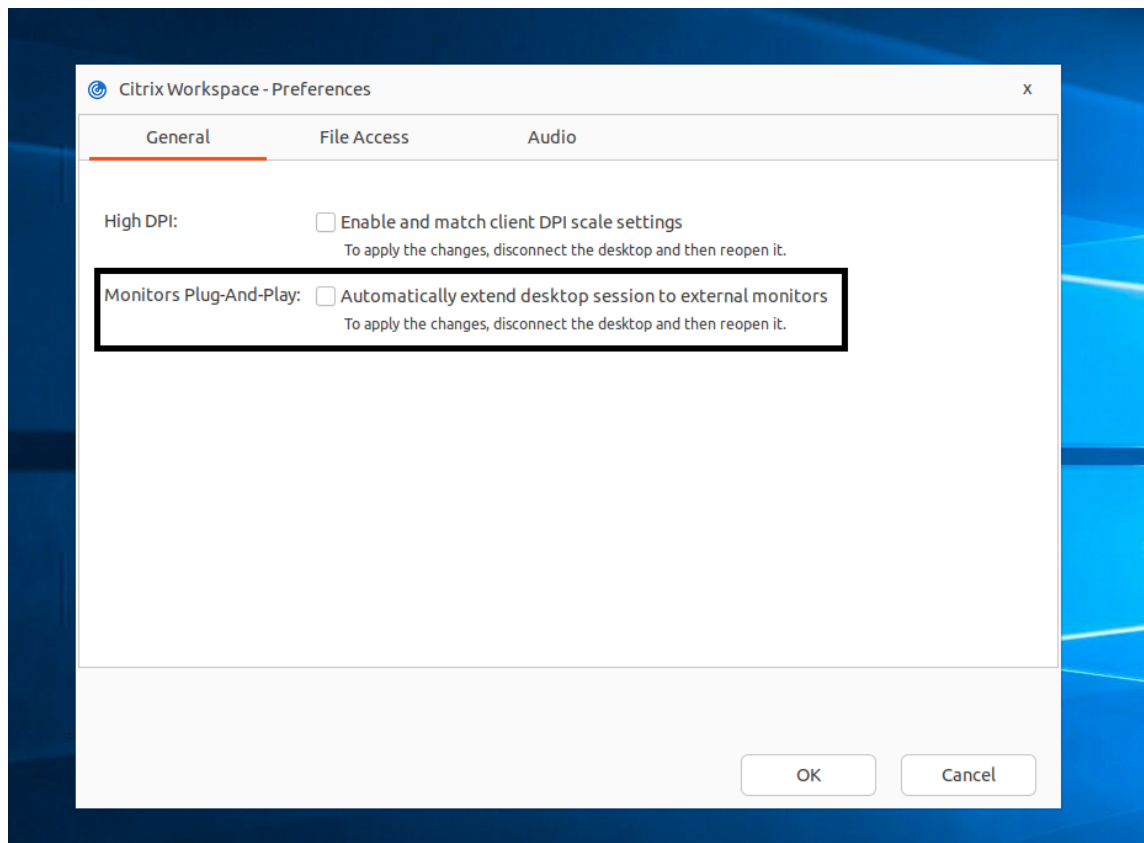 Citrix Workspace - Preferences x
General File Access Audio
High DPI: Enable and match client DPI scale settings
To apply the changes, disconnect the desktop and then reopen it.
Monitors Plug-And-Play: Automatically extend desktop session to external monitors
To apply the changes, disconnect the desktop and then reopen it.
OK Cancel